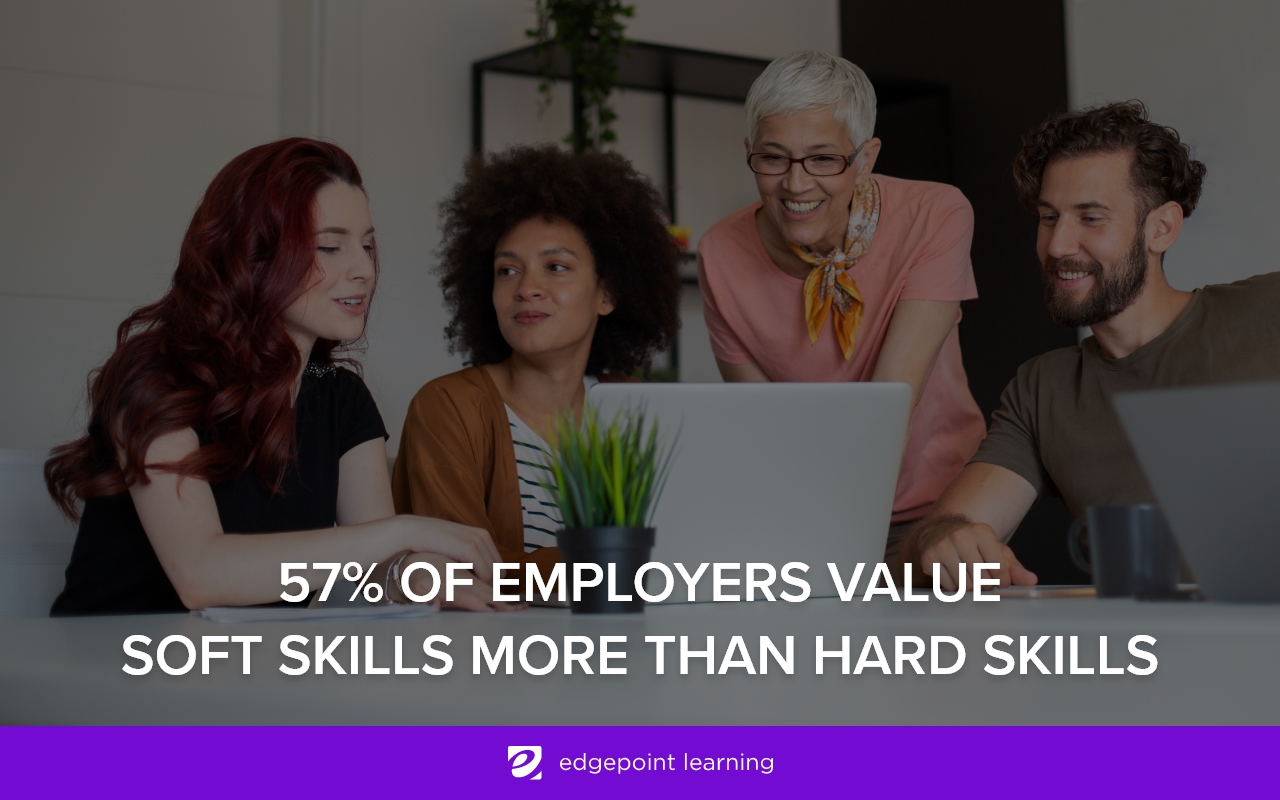 57% OF EMPLOYERS VALUE
SOFT SKILLS MORE THAN HARD SKILLS
edgepoint learning